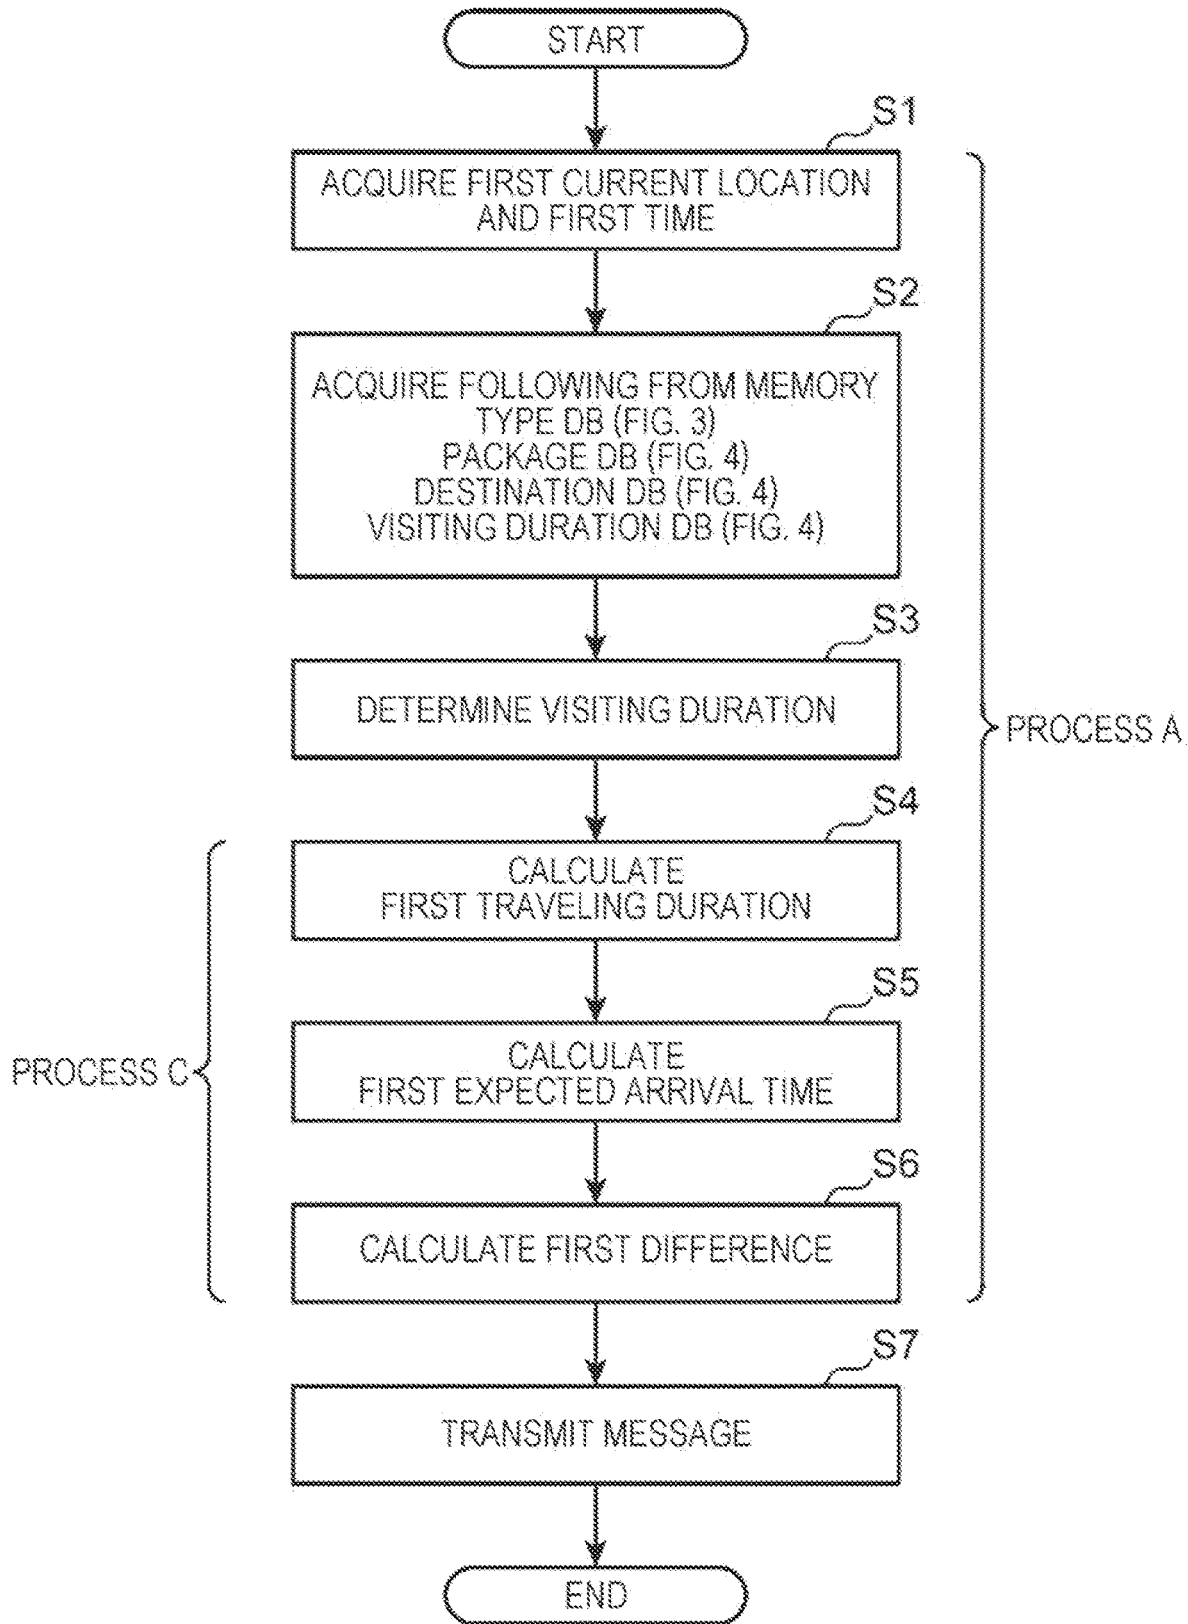 START
S1
ACQUIRE FIRST CURRENT LOCATION
AND FIRST TIME
S2
ACQUIRE FOLLOWING FROM MEMORY
TYPE DB (FIG. 3)
PACKAGE DB (FIG. 4)
DESTINATION DB (FIG. 4)
VISITING DURATION DB (FIG. 4)
S3
DETERMINE VISITING DURATION
PROCESS A
S4
CALCULATE
FIRST TRAVELING DURATION
S5
CALCULATE
FIRST EXPECTED ARRIVAL TIME
PROCESS C
S6
CALCULATE FIRST DIFFERENCE
S7
TRANSMIT MESSAGE
END